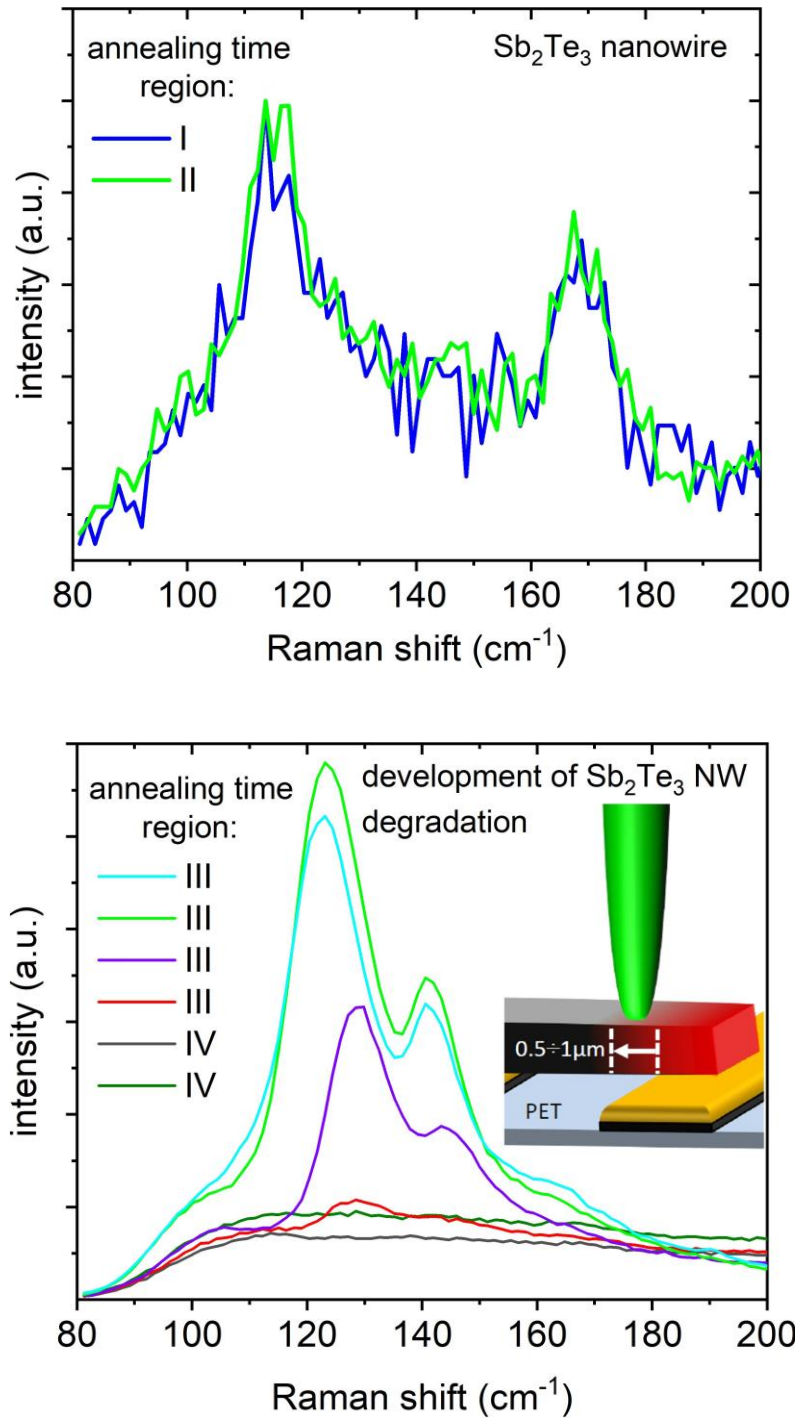 annealing time
region:
I
II
Sb₂Te₃ nanowire
intensity (a.u.)
80 100 120 140 160 180 200
Raman shift (cm⁻¹)
annealing time
region:
III
III
III
III
IV
IV
development of Sb₂Te₃ NW
degradation
0.5÷1µm
PET
intensity (a.u.)
80 100 120 140 160 180 200
Raman shift (cm⁻¹)